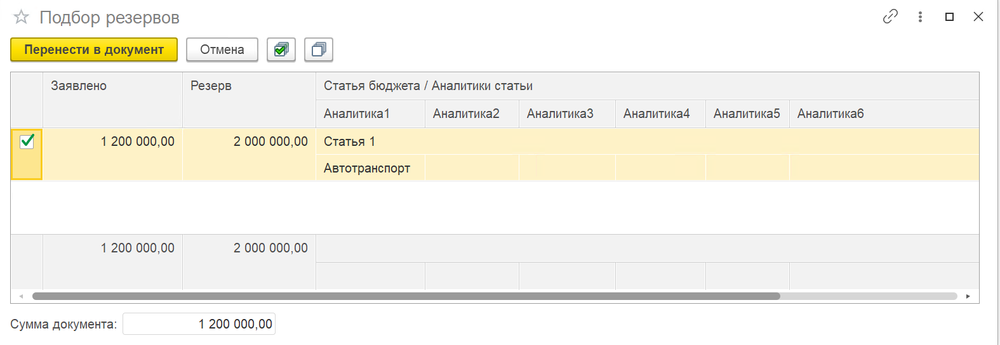 Подбор резервов
Перенести в документ Отмена
Заявлено Резерв Статья бюджета / Аналитики статьи
Аналитика1 Аналитика2 Аналитика3 Аналитика4 Аналитика5 Аналитика6
1 200 000,00 2 000 000,00 Статья 1
Автотранспорт
1 200 000,00 2 000 000,00
Сумма документа: 1 200 000,00